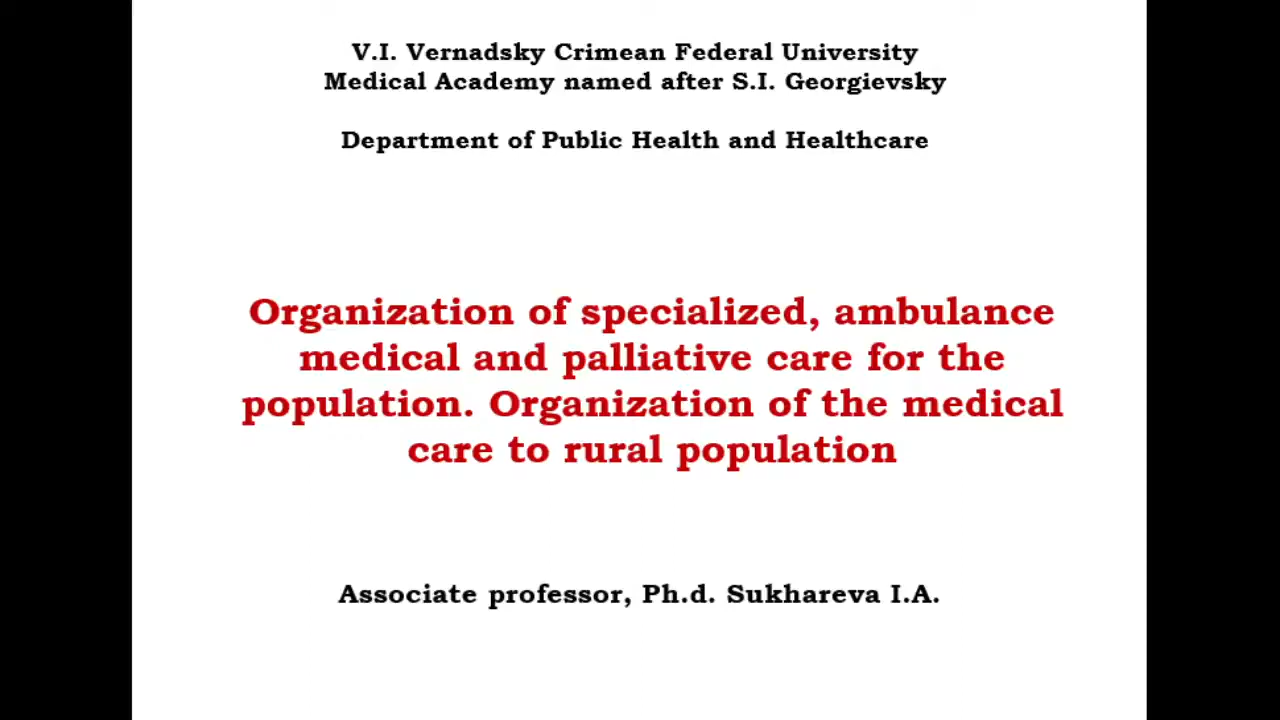 V.I. Vernadsky Crimean Federal University
Medical Academy named after S.I. Georgievsky
Department of Public Health and Healthcare
Organization of specialized, ambulance
medical and palliative care for the
population. Organization of the medical
care to rural population
Associate professor, Ph.d. Sukhareva I.A.